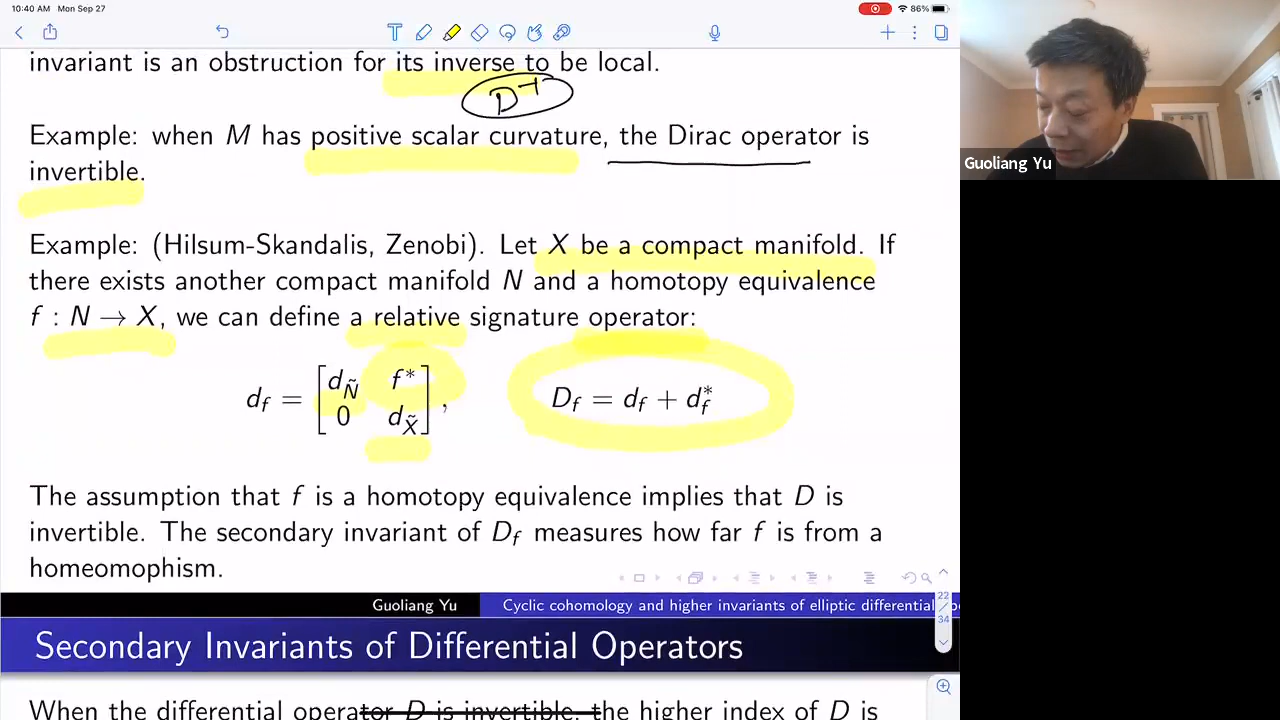 10:40 AM Mon Sep 27
86%
invariant is an obstruction for its inverse to be local.
D⁻¹
Example: when M has positive scalar curvature, the Dirac operator is
invertible.
Guoliang Yu
Example: (Hilsum-Skandalis, Zenobi). Let X be a compact manifold. If
there exists another compact manifold N and a homotopy equivalence
f : N → X, we can define a relative signature operator:
d_f = [ d_Ñ f* ; 0 d_X̃ ], D_f = d_f + d_f*
The assumption that f is a homotopy equivalence implies that D is
invertible. The secondary invariant of D_f measures how far f is from a
homeomophism.
22 / 34
Guoliang Yu Cyclic cohomology and higher invariants of elliptic differential
Secondary Invariants of Differential Operators
When the differential operator D is invertible, the higher index of D is